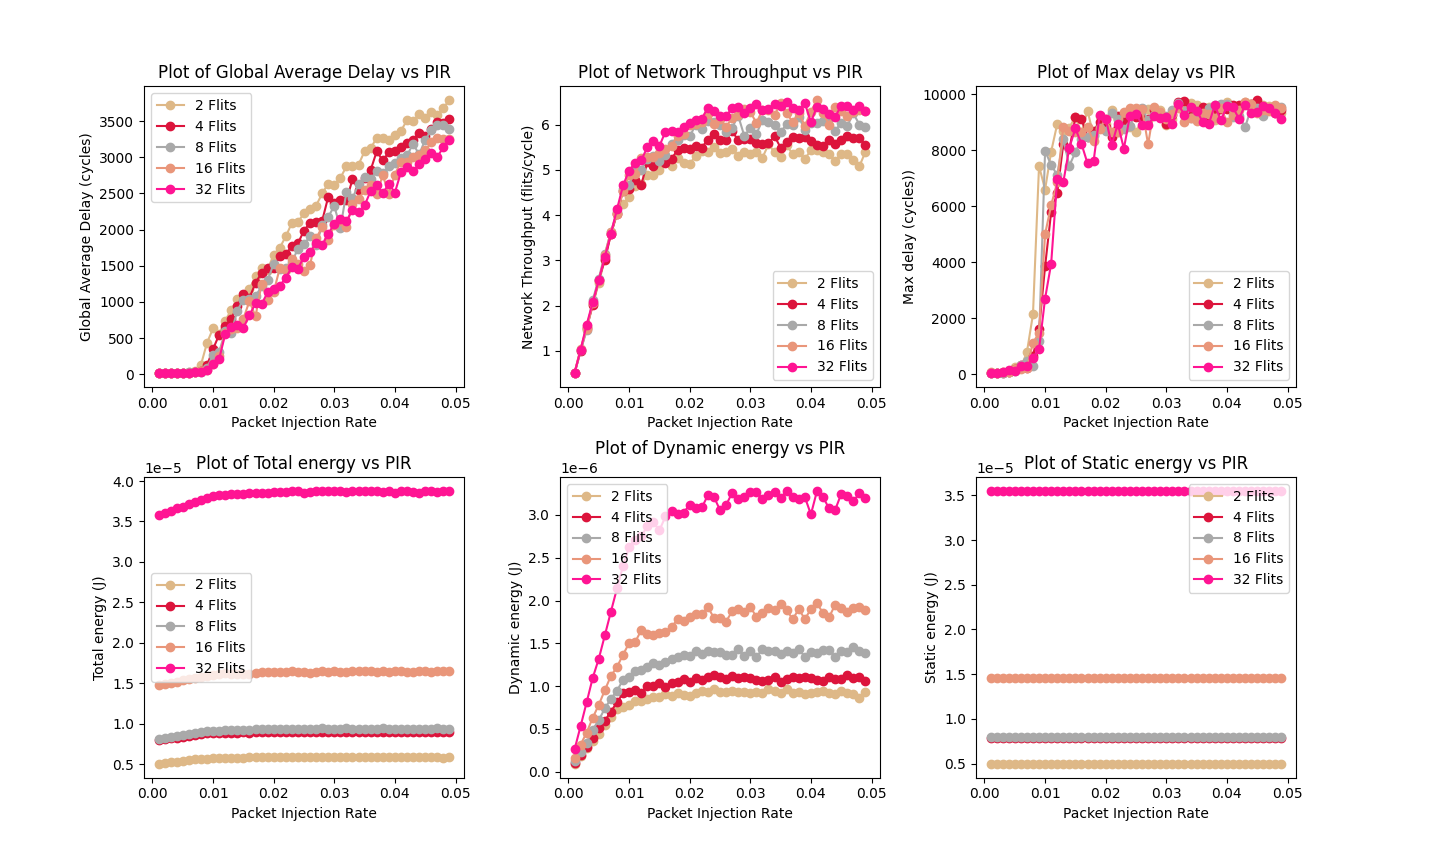 Plot of Global Average Delay vs PIR
Global Average Delay (cycles)
3500
3000
2500
2000
1500
1000
500
0
2 Flits
4 Flits
8 Flits
16 Flits
32 Flits
0.00 0.01 0.02 0.03 0.04 0.05
Packet Injection Rate
Plot of Network Throughput vs PIR
Network Throughput (flits/cycle)
6
5
4
3
2
1
2 Flits
4 Flits
8 Flits
16 Flits
32 Flits
0.00 0.01 0.02 0.03 0.04 0.05
Packet Injection Rate
Plot of Max delay vs PIR
Max delay (cycles))
10000
8000
6000
4000
2000
0
2 Flits
4 Flits
8 Flits
16 Flits
32 Flits
0.00 0.01 0.02 0.03 0.04 0.05
Packet Injection Rate
Plot of Total energy vs PIR
1e−5
Total energy (J)
4.0
3.5
3.0
2.5
2.0
1.5
1.0
0.5
2 Flits
4 Flits
8 Flits
16 Flits
32 Flits
0.00 0.01 0.02 0.03 0.04 0.05
Packet Injection Rate
Plot of Dynamic energy vs PIR
1e−6
Dynamic energy (J)
3.0
2.5
2.0
1.5
1.0
0.5
0.0
2 Flits
4 Flits
8 Flits
16 Flits
32 Flits
0.00 0.01 0.02 0.03 0.04 0.05
Packet Injection Rate
Plot of Static energy vs PIR
1e−5
Static energy (J)
3.5
3.0
2.5
2.0
1.5
1.0
0.5
2 Flits
4 Flits
8 Flits
16 Flits
32 Flits
0.00 0.01 0.02 0.03 0.04 0.05
Packet Injection Rate